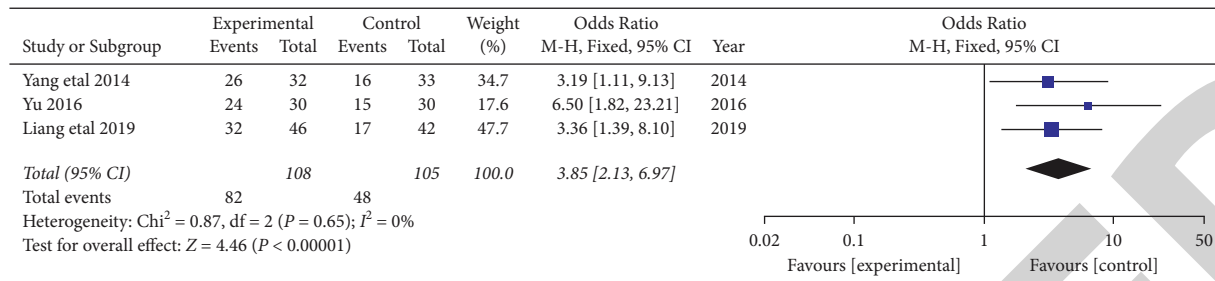 Experimental Control Weight Odds Ratio Odds Ratio
Study or Subgroup Events Total Events Total (%) M-H, Fixed, 95% CI Year M-H, Fixed, 95% CI
Yang etal 2014 26 32 16 33 34.7 3.19 [1.11, 9.13] 2014
Yu 2016 24 30 15 30 17.6 6.50 [1.82, 23.21] 2016
Liang etal 2019 32 46 17 42 47.7 3.36 [1.39, 8.10] 2019
Total (95% CI) 108 105 100.0 3.85 [2.13, 6.97]
Total events 82 48
Heterogeneity: Chi² = 0.87, df = 2 (P = 0.65); I² = 0%
Test for overall effect: Z = 4.46 (P < 0.00001)
0.02 0.1 1 10 50
Favours [experimental] Favours [control]